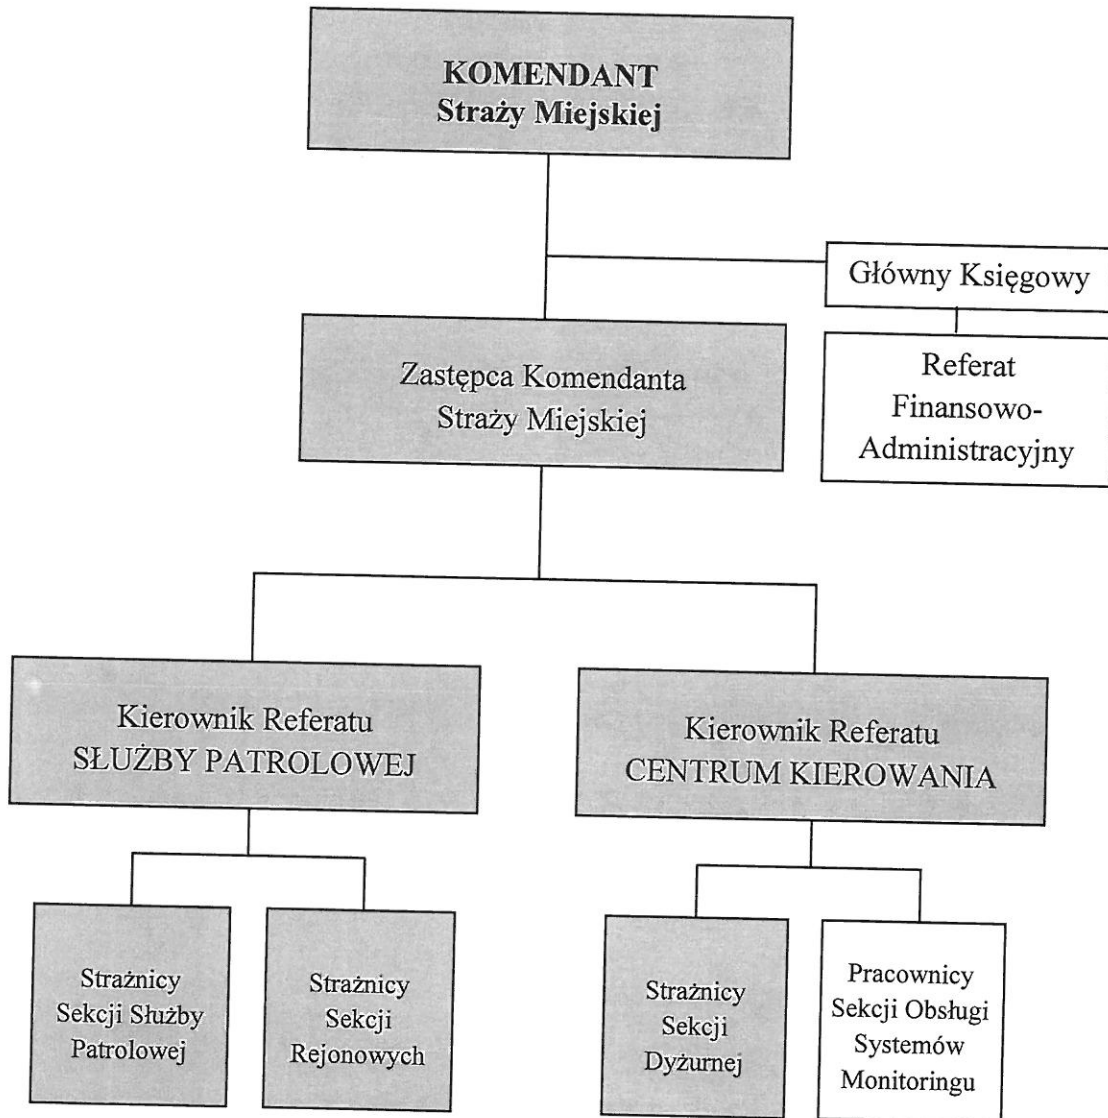 KOMENDANT
Straży Miejskiej
Główny Księgowy
Referat
Finansowo-
Administracyjny
Zastępca Komendanta
Straży Miejskiej
Kierownik Referatu
SŁUŻBY PATROLOWEJ
Kierownik Referatu
CENTRUM KIEROWANIA
Strażnicy
Sekcji Służby
Patrolowej
Strażnicy
Sekcji
Rejonowych
Strażnicy
Sekcji
Dyżurnej
Pracownicy
Sekcji Obsługi
Systemów
Monitoringu